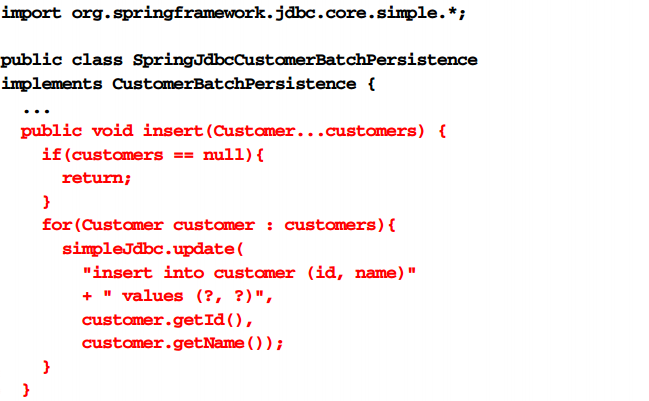 import org.springframework.jdbc.core.simple.*;
public class SpringJdbcCustomerBatchPersistence
implements CustomerBatchPersistence {
...
public void insert(Customer...customers) {
if(customers == null){
return;
}
for(Customer customer : customers){
simpleJdbc.update(
"insert into customer (id, name)"
+ " values (?, ?)",
customer.getId(),
customer.getName());
}
}